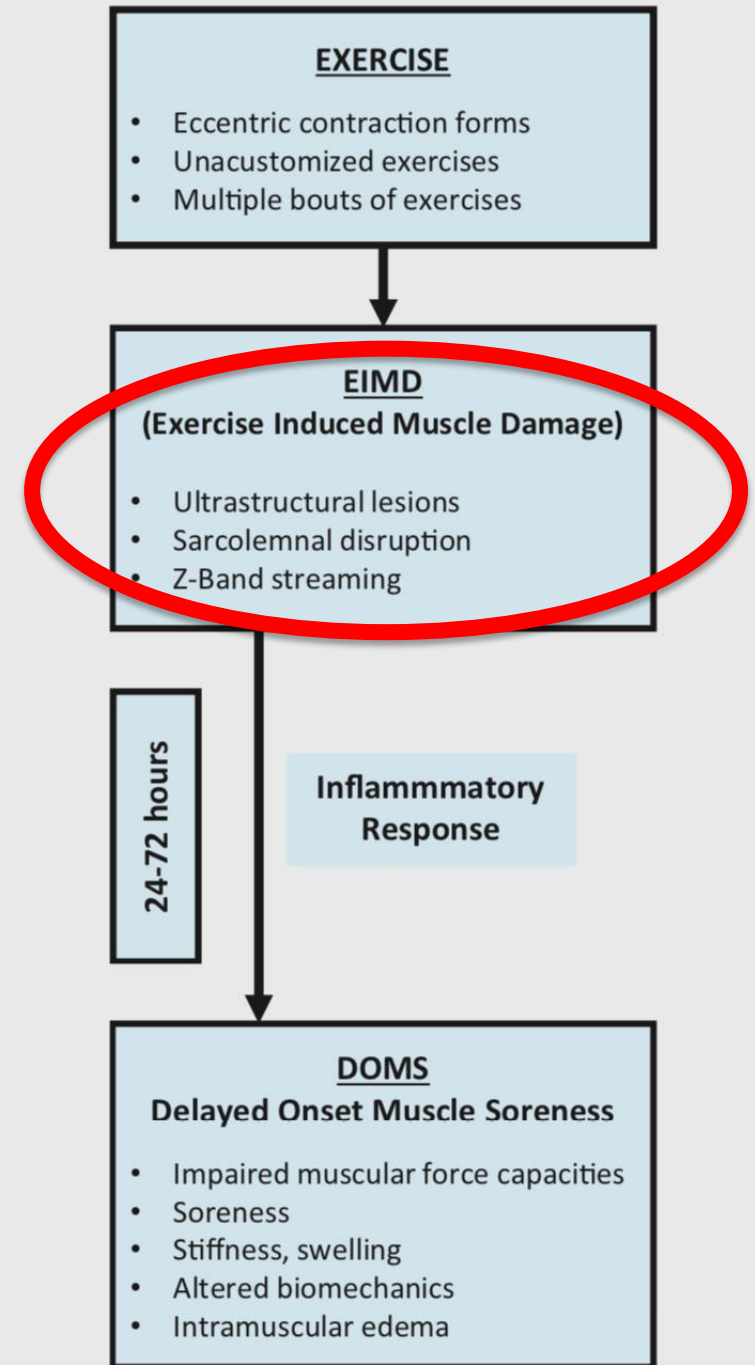 EXERCISE
• Eccentric contraction forms
• Unacustomized exercises
• Multiple bouts of exercises
EIMD
(Exercise Induced Muscle Damage)
• Ultrastructural lesions
• Sarcolemnal disruption
• Z-Band streaming
24-72 hours
Inflammmatory
Response
DOMS
Delayed Onset Muscle Soreness
• Impaired muscular force capacities
• Soreness
• Stiffness, swelling
• Altered biomechanics
• Intramuscular edema